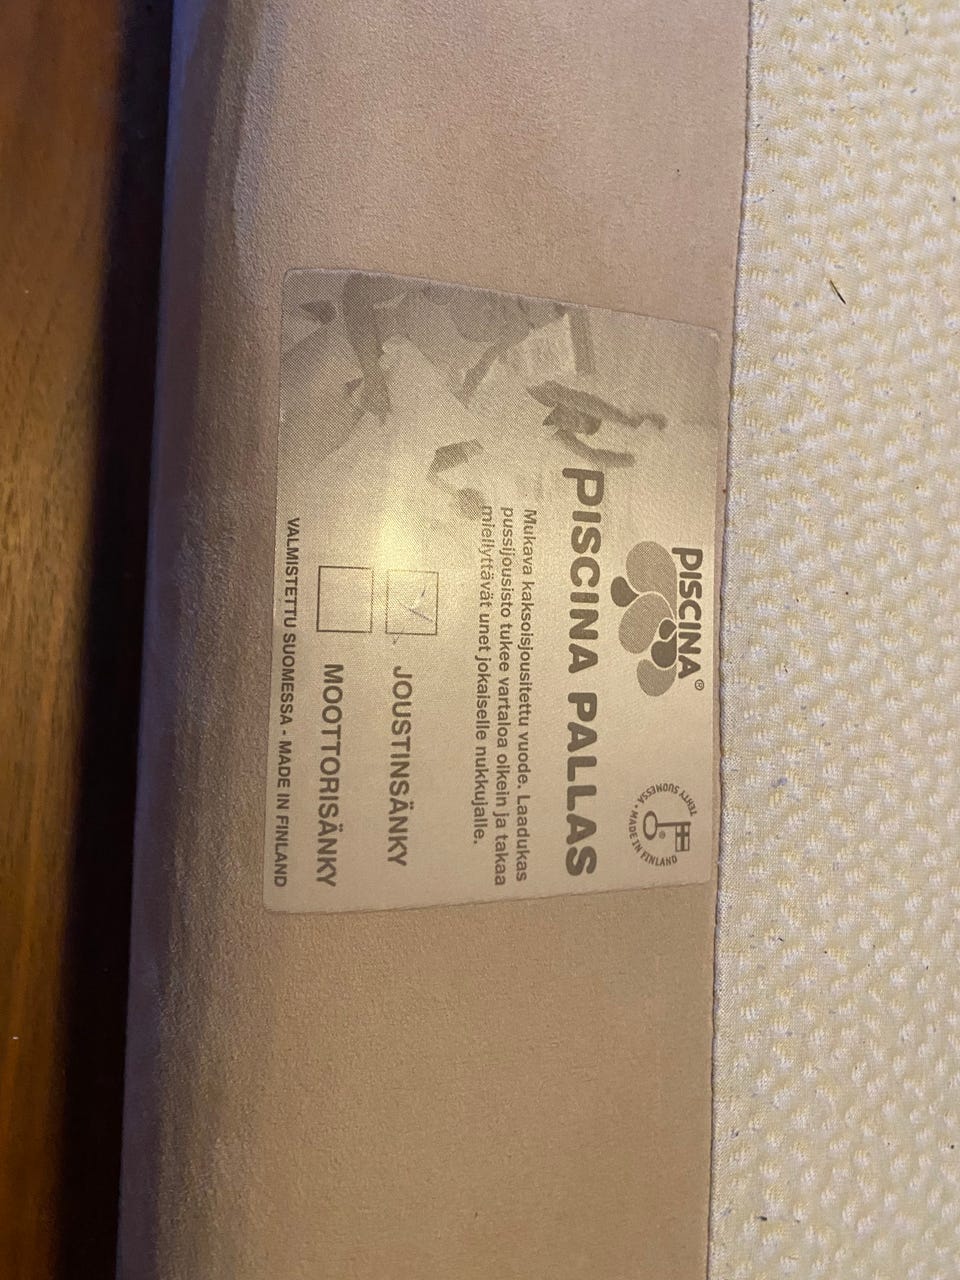 PISCINA®
TEHTY SUOMESSA • MADE IN FINLAND
PISCINA PALLAS
Mukava kaksoisjousitettu vuode. Laadukas
pussijousisto tukee vartaloa oikein ja takaa
miellyttävät unet jokaiselle nukkujalle.
JOUSTINSÄNKY
MOOTTORISÄNKY
VALMISTETTU SUOMESSA - MADE IN FINLAND